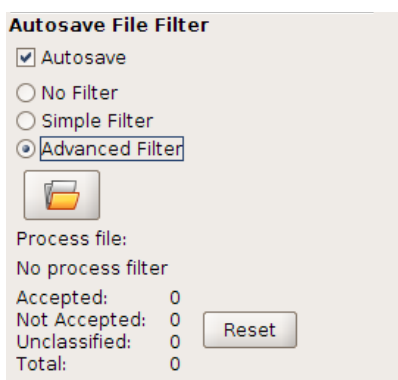 Autosave File Filter
Autosave
No Filter
Simple Filter
Advanced Filter
Process file:
No process filter
Accepted: 0
Not Accepted: 0
Unclassified: 0
Reset
Total: 0